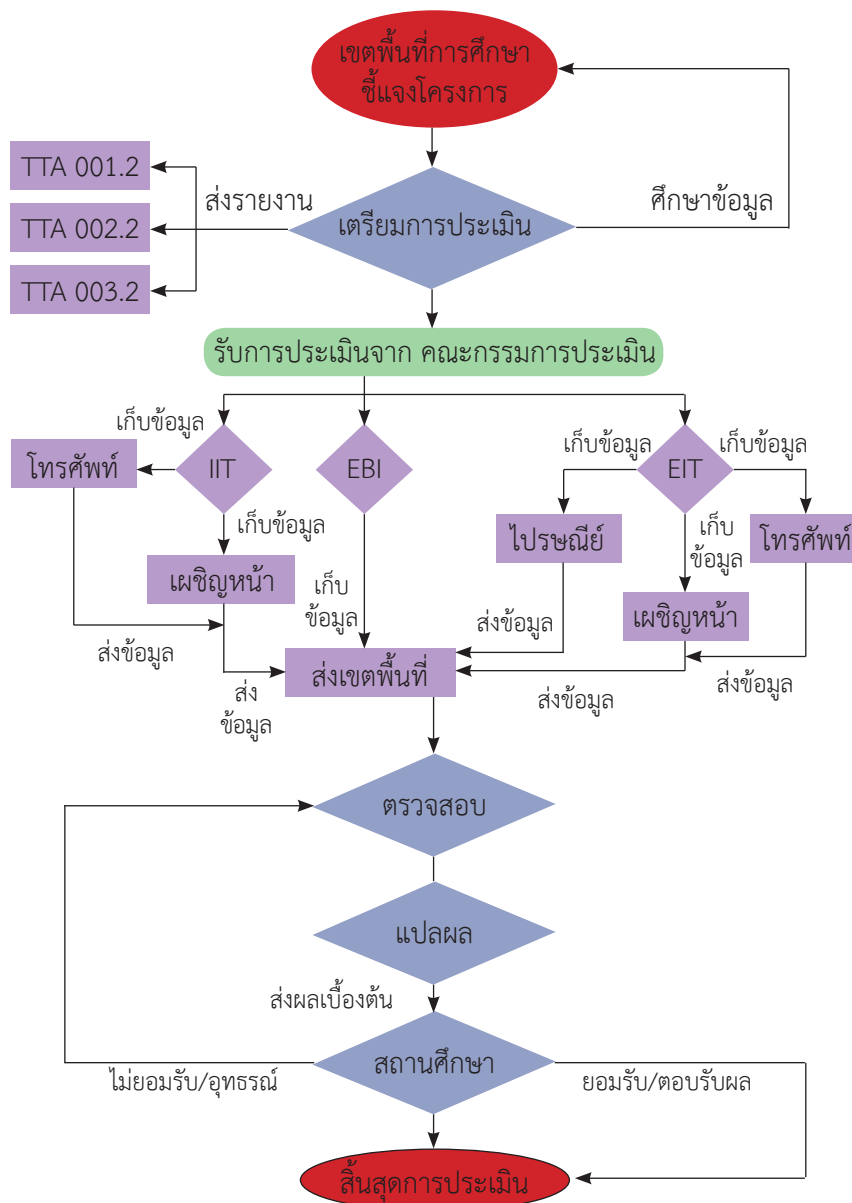 เขตพื้นที่การศึกษา
ชี้แจงโครงการ
TTA 001.2
TTA 002.2
TTA 003.2
ส่งรายงาน
เตรียมการประเมิน
ศึกษาข้อมูล
รับการประเมินจาก คณะกรรมการประเมิน
เก็บข้อมูล
โทรศัพท์
IIT
เก็บข้อมูล
เผชิญหน้า
ส่งข้อมูล
ส่ง
ข้อมูล
EBI
เก็บ
ข้อมูล
เก็บข้อมูล
EIT
เก็บข้อมูล
ไปรษณีย์
เก็บ
ข้อมูล
โทรศัพท์
เผชิญหน้า
ส่งข้อมูล
ส่งข้อมูล
ส่งข้อมูล
ส่งเขตพื้นที่
ตรวจสอบ
แปลผล
ส่งผลเบื้องต้น
สถานศึกษา
ไม่ยอมรับ/อุทธรณ์
ยอมรับ/ตอบรับผล
สิ้นสุดการประเมิน